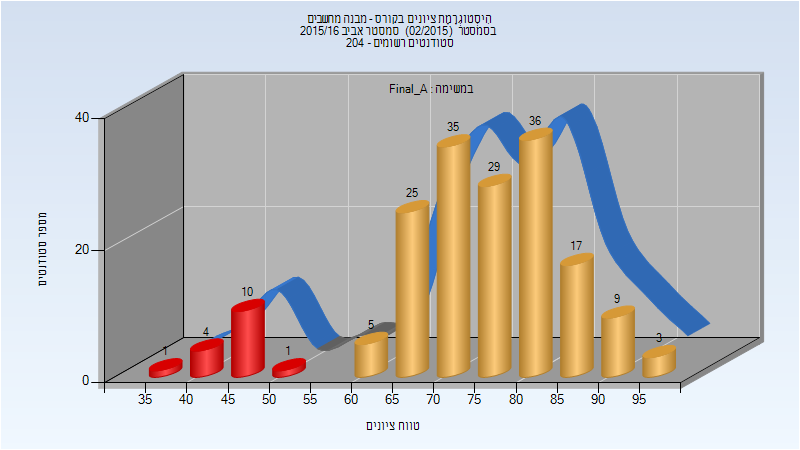 היסטוגרמת ציונים בקורס - מבנה מחשבים
בסמסטר (02/2015) סמסטר אביב 2015/16
סטודנטים רשומים - 204
במשימה : Final_A
מספר סטודנטים
40
20
0
1
4
10
1
5
25
35
29
36
17
9
3
35 40 45 50 55 60 65 70 75 80 85 90 95
טווח ציונים